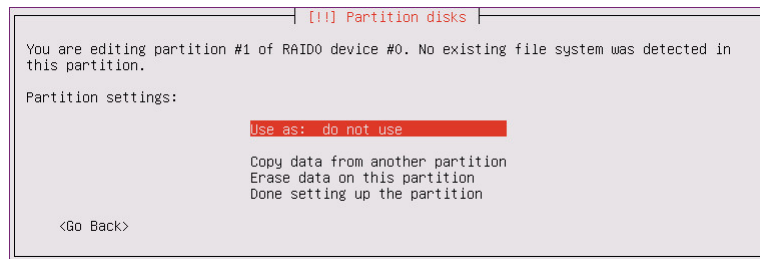 [!!] Partition disks
You are editing partition #1 of RAID0 device #0. No existing file system was detected in
this partition.
Partition settings:
Use as: do not use
Copy data from another partition
Erase data on this partition
Done setting up the partition
<Go Back>